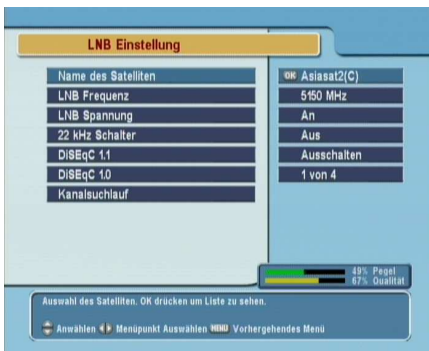 LNB Einstellung
Name des Satelliten OK Asiasat2(C)
LNB Frequenz 5150 MHz
LNB Spannung An
22 kHz Schalter Aus
DiSEqC 1.1 Ausschalten
DiSEqC 1.0 1 von 4
Kanalsuchlauf
49% Pegel
67% Qualität
Auswahl des Satelliten. OK drücken um Liste zu sehen.
Anwählen Menüpunkt Auswählen MENU Vorhergehendes Menü